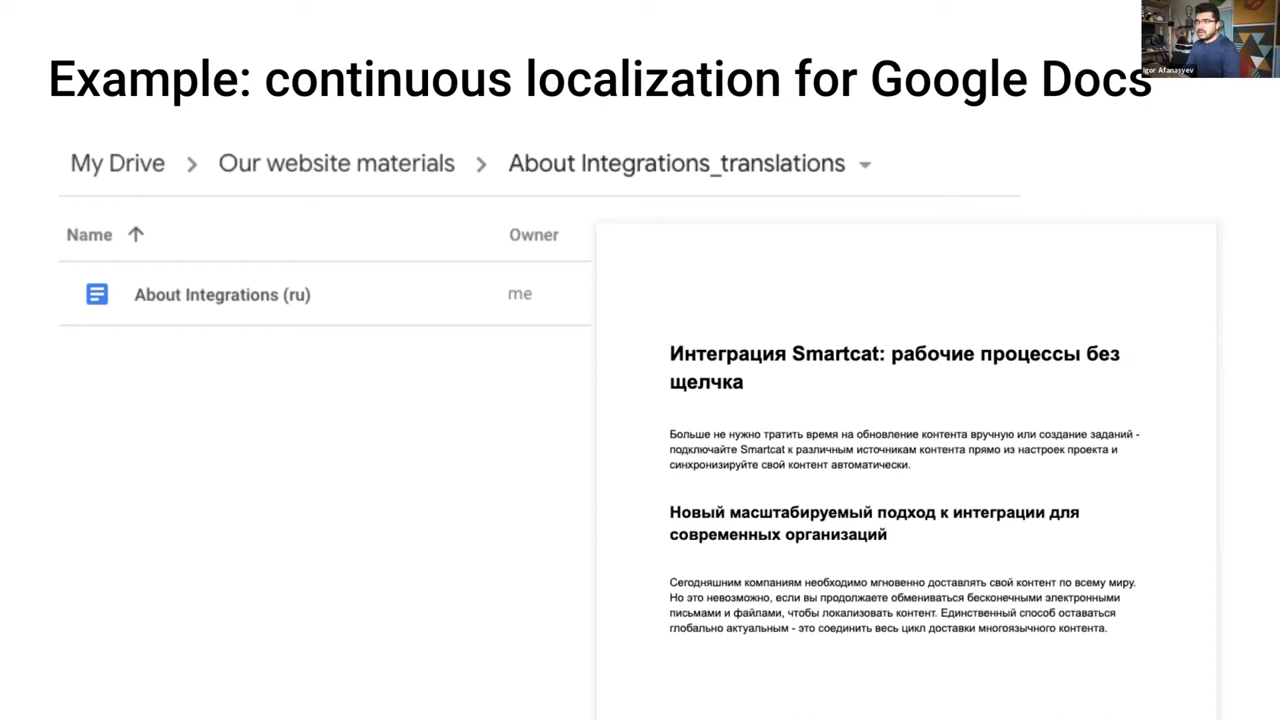 Igor Afanasyev
Example: continuous localization for Google Docs
My Drive > Our website materials > About Integrations_translations
Name ↑ Owner
About Integrations (ru) me
Интеграция Smartcat: рабочие процессы без
щелчка
Больше не нужно тратить время на обновление контента вручную или создание заданий -
подключайте Smartcat к различным источникам контента прямо из настроек проекта и
синхронизируйте свой контент автоматически.
Новый масштабируемый подход к интеграции для
современных организаций
Сегодняшним компаниям необходимо мгновенно доставлять свой контент по всему миру.
Но это невозможно, если вы продолжаете обмениваться бесконечными электронными
письмами и файлами, чтобы локализовать контент. Единственный способ оставаться
глобально актуальным - это соединить весь цикл доставки многоязычного контента.